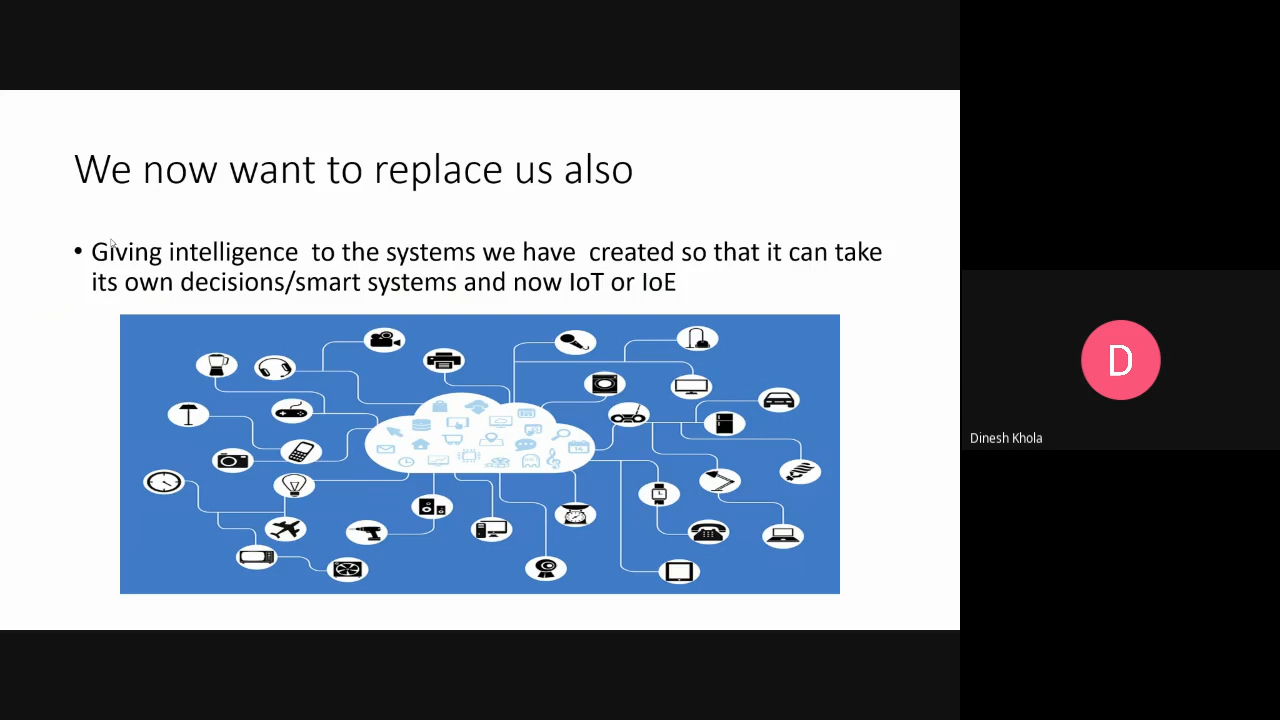 We now want to replace us also
• Giving intelligence  to the systems we have  created so that it can take
its own decisions/smart systems and now IoT or IoE
14
D
Dinesh Khola